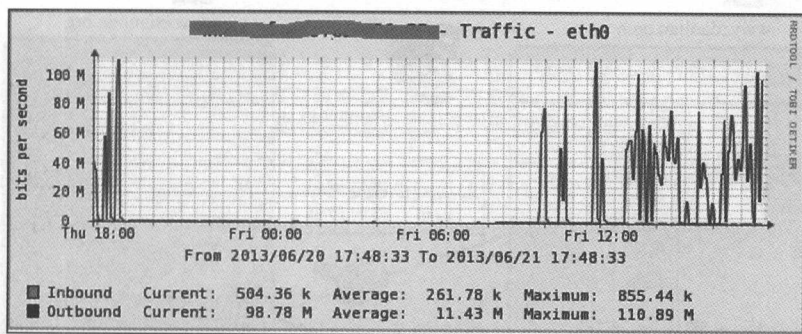 - Traffic - eth0
RRDTOOL / TOBI OETIKER
bits per second
100 M
80 M
60 M
40 M
20 M
0
Thu 18:00 Fri 00:00 Fri 06:00 Fri 12:00
From 2013/06/20 17:48:33 To 2013/06/21 17:48:33
Inbound Current: 504.36 k Average: 261.78 k Maximum: 855.44 k
Outbound Current: 98.78 M Average: 11.43 M Maximum: 110.89 M